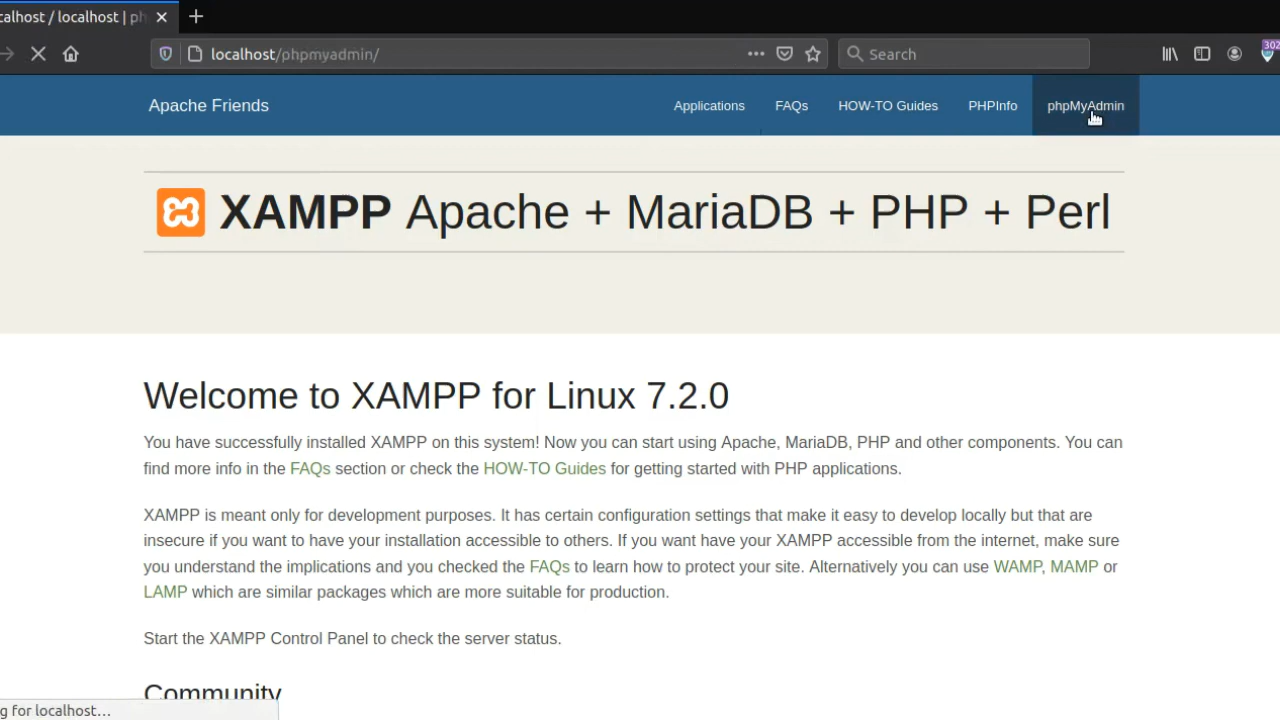 calhost / localhost | ph
localhost/phpmyadmin/
Search
302
Apache Friends
Applications
FAQs
HOW-TO Guides
PHPInfo
phpMyAdmin
XAMPP Apache + MariaDB + PHP + Perl
Welcome to XAMPP for Linux 7.2.0
You have successfully installed XAMPP on this system! Now you can start using Apache, MariaDB, PHP and other components. You can
find more info in the FAQs section or check the HOW-TO Guides for getting started with PHP applications.
XAMPP is meant only for development purposes. It has certain configuration settings that make it easy to develop locally but that are
insecure if you want to have your installation accessible to others. If you want have your XAMPP accessible from the internet, make sure
you understand the implications and you checked the FAQs to learn how to protect your site. Alternatively you can use WAMP, MAMP or
LAMP which are similar packages which are more suitable for production.
Start the XAMPP Control Panel to check the server status.
Community
g for localhost…